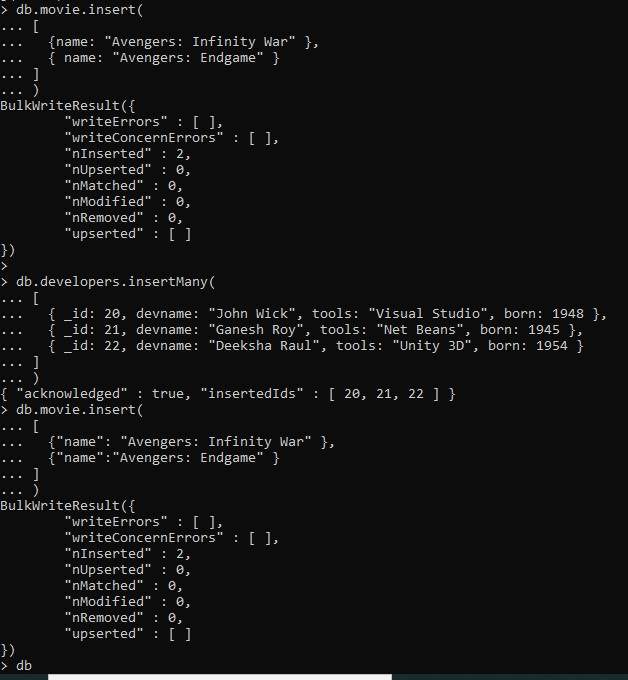 > db.movie.insert(
... [
...   {name: "Avengers: Infinity War" },
...   { name: "Avengers: Endgame" }
... ]
... )
BulkWriteResult({
        "writeErrors" : [ ],
        "writeConcernErrors" : [ ],
        "nInserted" : 2,
        "nUpserted" : 0,
        "nMatched" : 0,
        "nModified" : 0,
        "nRemoved" : 0,
        "upserted" : [ ]
})
>
> db.developers.insertMany(
... [
...   { _id: 20, devname: "John Wick", tools: "Visual Studio", born: 1948 },
...   { _id: 21, devname: "Ganesh Roy", tools: "Net Beans", born: 1945 },
...   { _id: 22, devname: "Deeksha Raul", tools: "Unity 3D", born: 1954 }
... ]
... )
{ "acknowledged" : true, "insertedIds" : [ 20, 21, 22 ] }
> db.movie.insert(
... [
...   {"name": "Avengers: Infinity War" },
...   {"name":"Avengers: Endgame" }
... ]
... )
BulkWriteResult({
        "writeErrors" : [ ],
        "writeConcernErrors" : [ ],
        "nInserted" : 2,
        "nUpserted" : 0,
        "nMatched" : 0,
        "nModified" : 0,
        "nRemoved" : 0,
        "upserted" : [ ]
})
> db